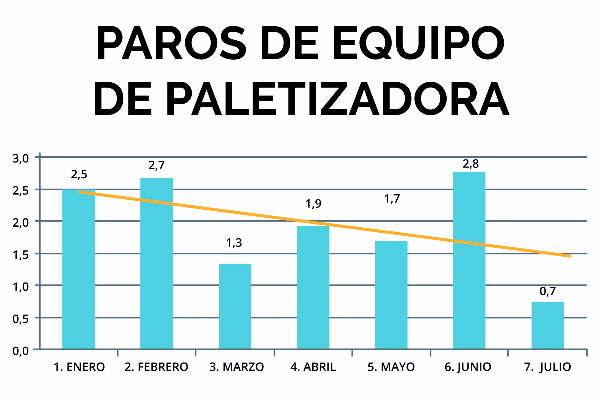 PAROS DE EQUIPO
DE PALETIZADORA
3,0
2,5
2,0
1,5
1,0
0,5
0,0
2,5
2,7
1,3
1,9
1,7
2,8
0,7
1. ENERO
2. FEBRERO
3. MARZO
4. ABRIL
5. MAYO
6. JUNIO
7. JULIO